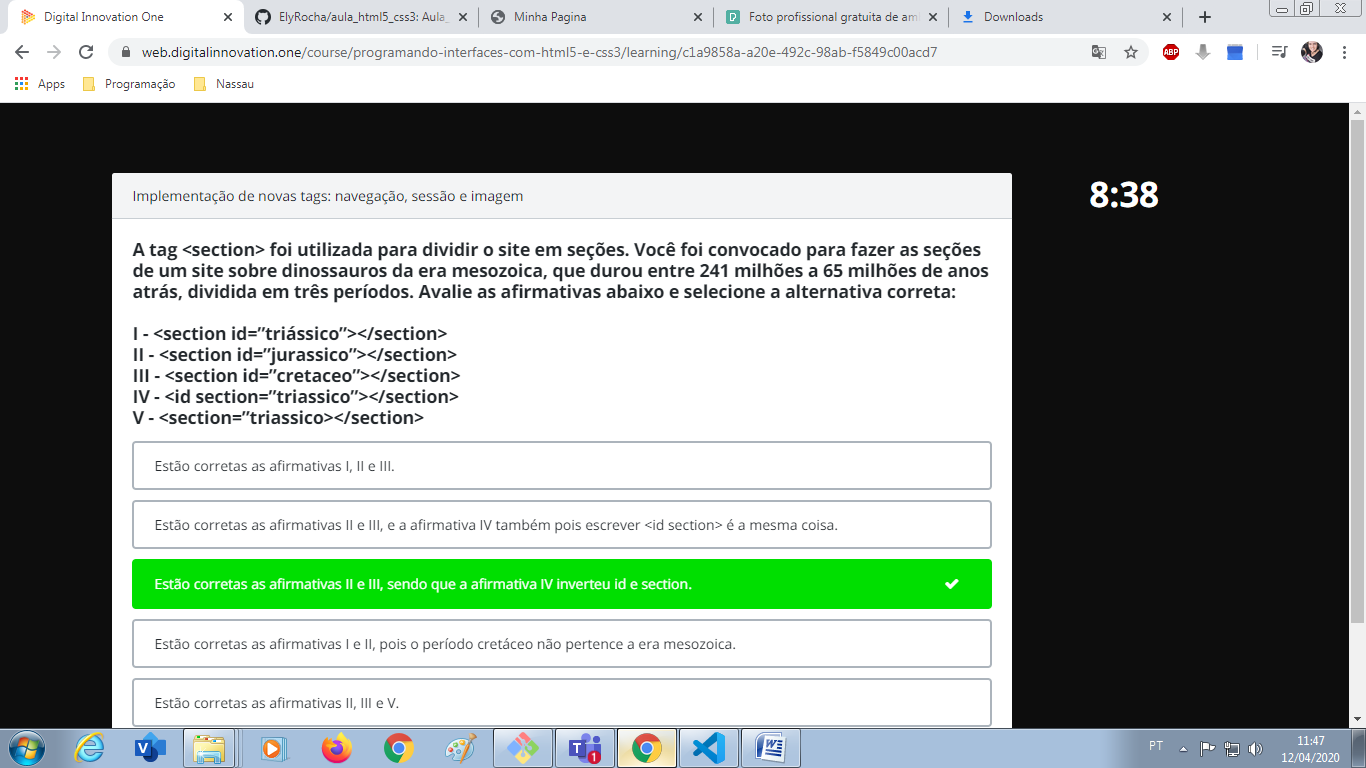 Digital Innovation One
ElyRocha/aula_html5_css3: Aula_
Minha Pagina
Foto profissional gratuita de am
Downloads
web.digitalinnovation.one/course/programando-interfaces-com-html5-e-css3/learning/c1a9858a-a20e-492c-98ab-f5849c00acd7
ABP
Apps
Programação
Nassau
Implementação de novas tags: navegação, sessão e imagem
8:38
A tag <section> foi utilizada para dividir o site em seções. Você foi convocado para fazer as seções
de um site sobre dinossauros da era mesozoica, que durou entre 241 milhões a 65 milhões de anos
atrás, dividida em três períodos. Avalie as afirmativas abaixo e selecione a alternativa correta:
I - <section id=”triássico”></section>
II - <section id=”jurassico”></section>
III - <section id=”cretaceo”></section>
IV - <id section=”triassico”></section>
V - <section=”triassico></section>
Estão corretas as afirmativas I, II e III.
Estão corretas as afirmativas II e III, e a afirmativa IV também pois escrever <id section> é a mesma coisa.
Estão corretas as afirmativas II e III, sendo que a afirmativa IV inverteu id e section.
Estão corretas as afirmativas I e II, pois o período cretáceo não pertence a era mesozoica.
Estão corretas as afirmativas II, III e V.
PT
11:47
12/04/2020